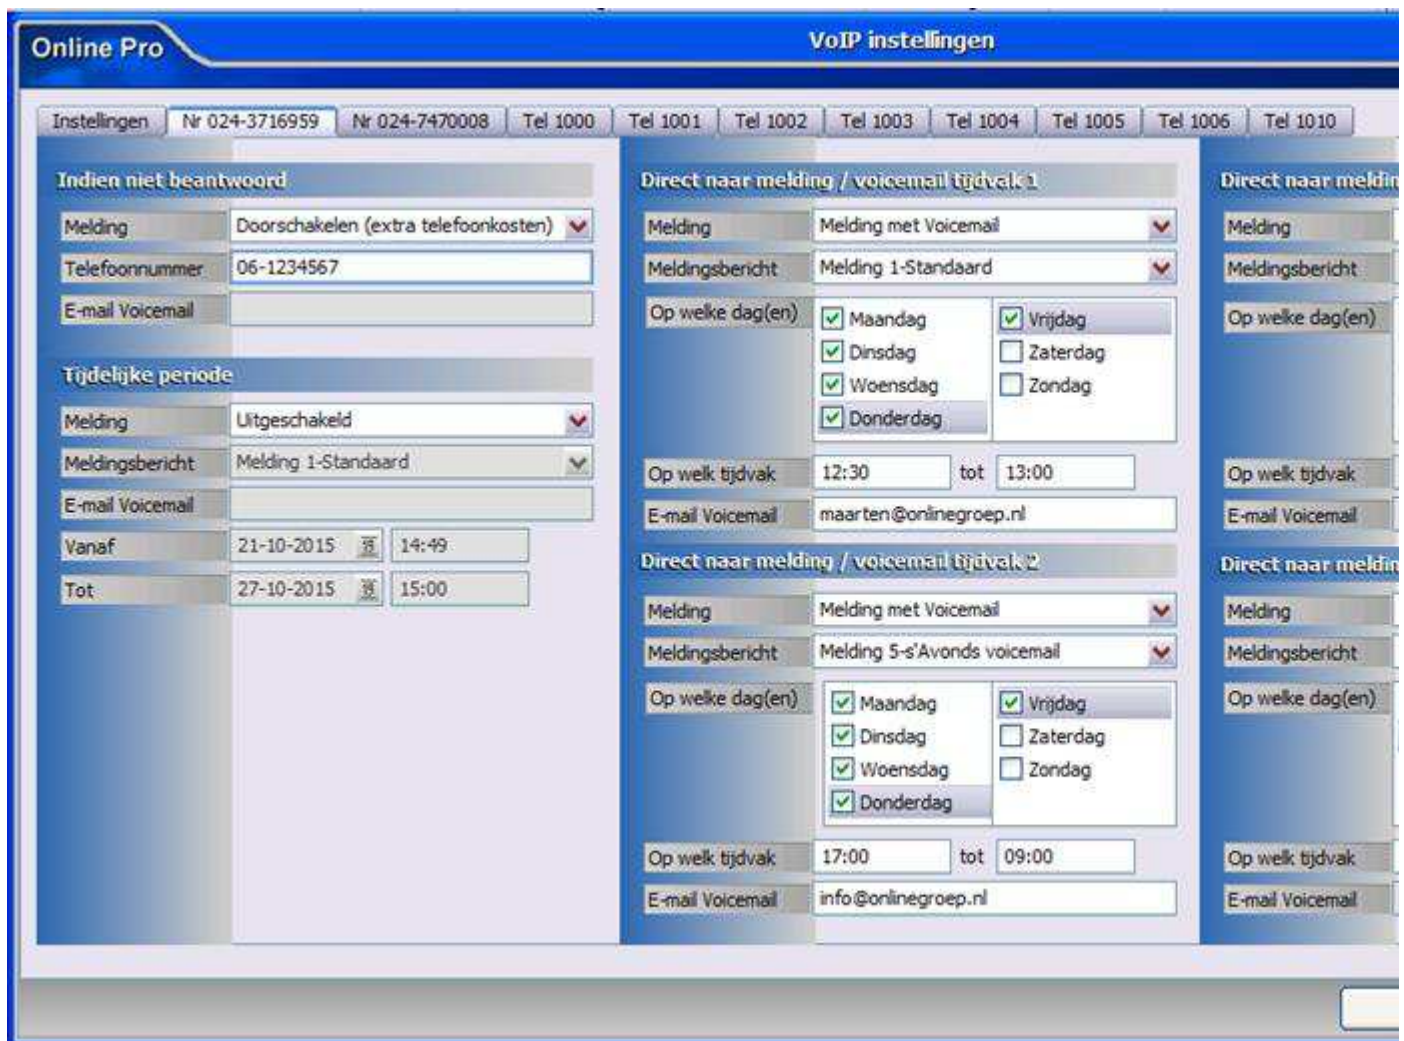 Online Pro
VoIP instellingen
Instellingen
Nr 024-3716959
Nr 024-7470008
Tel 1000
Tel 1001
Tel 1002
Tel 1003
Tel 1004
Tel 1005
Tel 1006
Tel 1010
Indien niet beantwoord
Melding
Doorschakelen (extra telefoonkosten)
Telefoonnummer
06-1234567
E-mail Voicemail
Tijdelijke periode
Melding
Uitgeschakeld
Meldingsbericht
Melding 1-Standaard
E-mail Voicemail
Vanaf
21-10-2015
14:49
Tot
27-10-2015
15:00
Direct naar melding / voicemail tijdvak 1
Melding
Melding met Voicemail
Meldingsbericht
Melding 1-Standaard
Op welke dag(en)
Maandag
Dinsdag
Woensdag
Donderdag
Vrijdag
Zaterdag
Zondag
Op welk tijdvak
12:30 tot 13:00
E-mail Voicemail
maarten@onlinegroep.nl
Direct naar melding / voicemail tijdvak 2
Melding
Melding met Voicemail
Meldingsbericht
Melding 5-s'Avonds voicemail
Op welke dag(en)
Maandag
Dinsdag
Woensdag
Donderdag
Vrijdag
Zaterdag
Zondag
Op welk tijdvak
17:00 tot 09:00
E-mail Voicemail
info@onlinegroep.nl
Direct naar meldin
Melding
Meldingsbericht
Op welke dag(en)
Op welk tijdvak
E-mail Voicemail
Direct naar meldin
Melding
Meldingsbericht
Op welke dag(en)
Op welk tijdvak
E-mail Voicemail